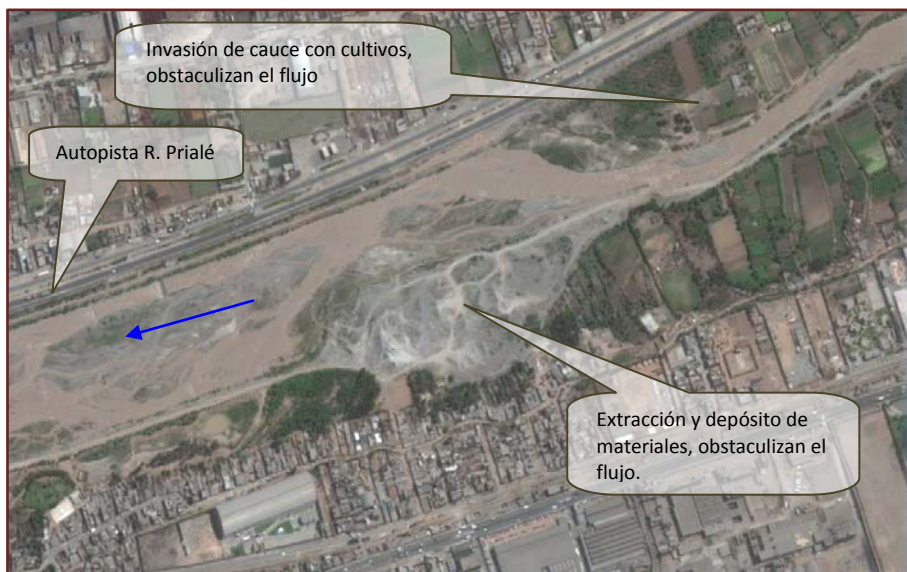 Invasión de cauce con cultivos,
obstaculizan el flujo
Autopista R. Prialé
Extracción y depósito de
materiales, obstaculizan el
flujo.